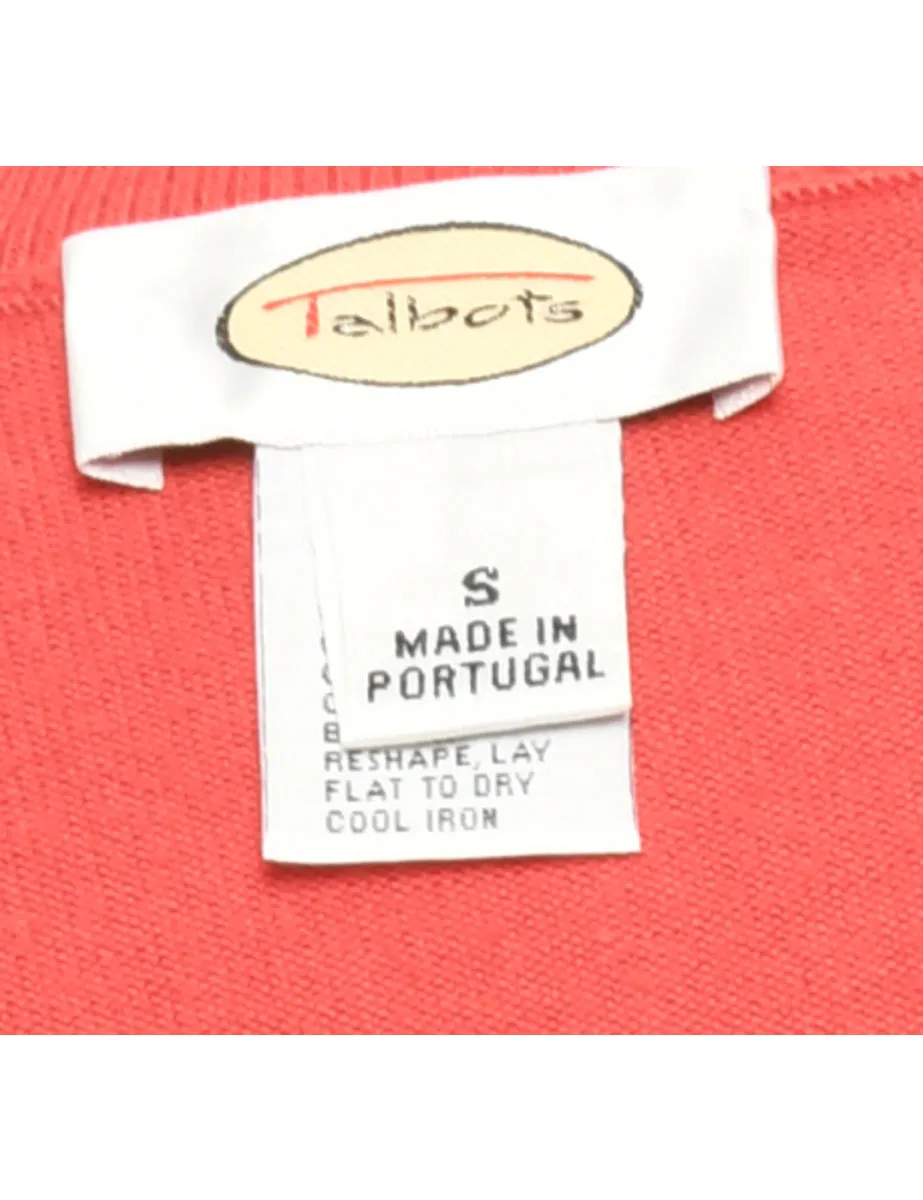 Talbots
S
MADE IN
PORTUGAL
RESHAPE, LAY
FLAT TO DRY
COOL IRON